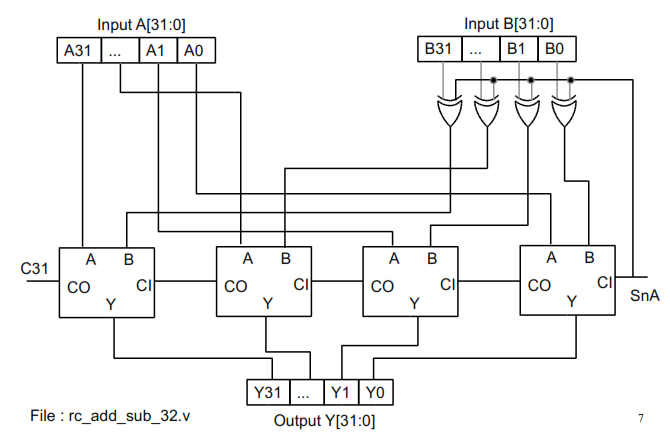 Input A[31:0]
Input B[31:0]
A31 ... A1 A0
B31 ... B1 B0
A B A B A B A B
C31 CO CI CO CI CO CI CO CI SnA
Y Y Y Y
Y31 ... Y1 Y0
File : rc_add_sub_32.v
Output Y[31:0]
7